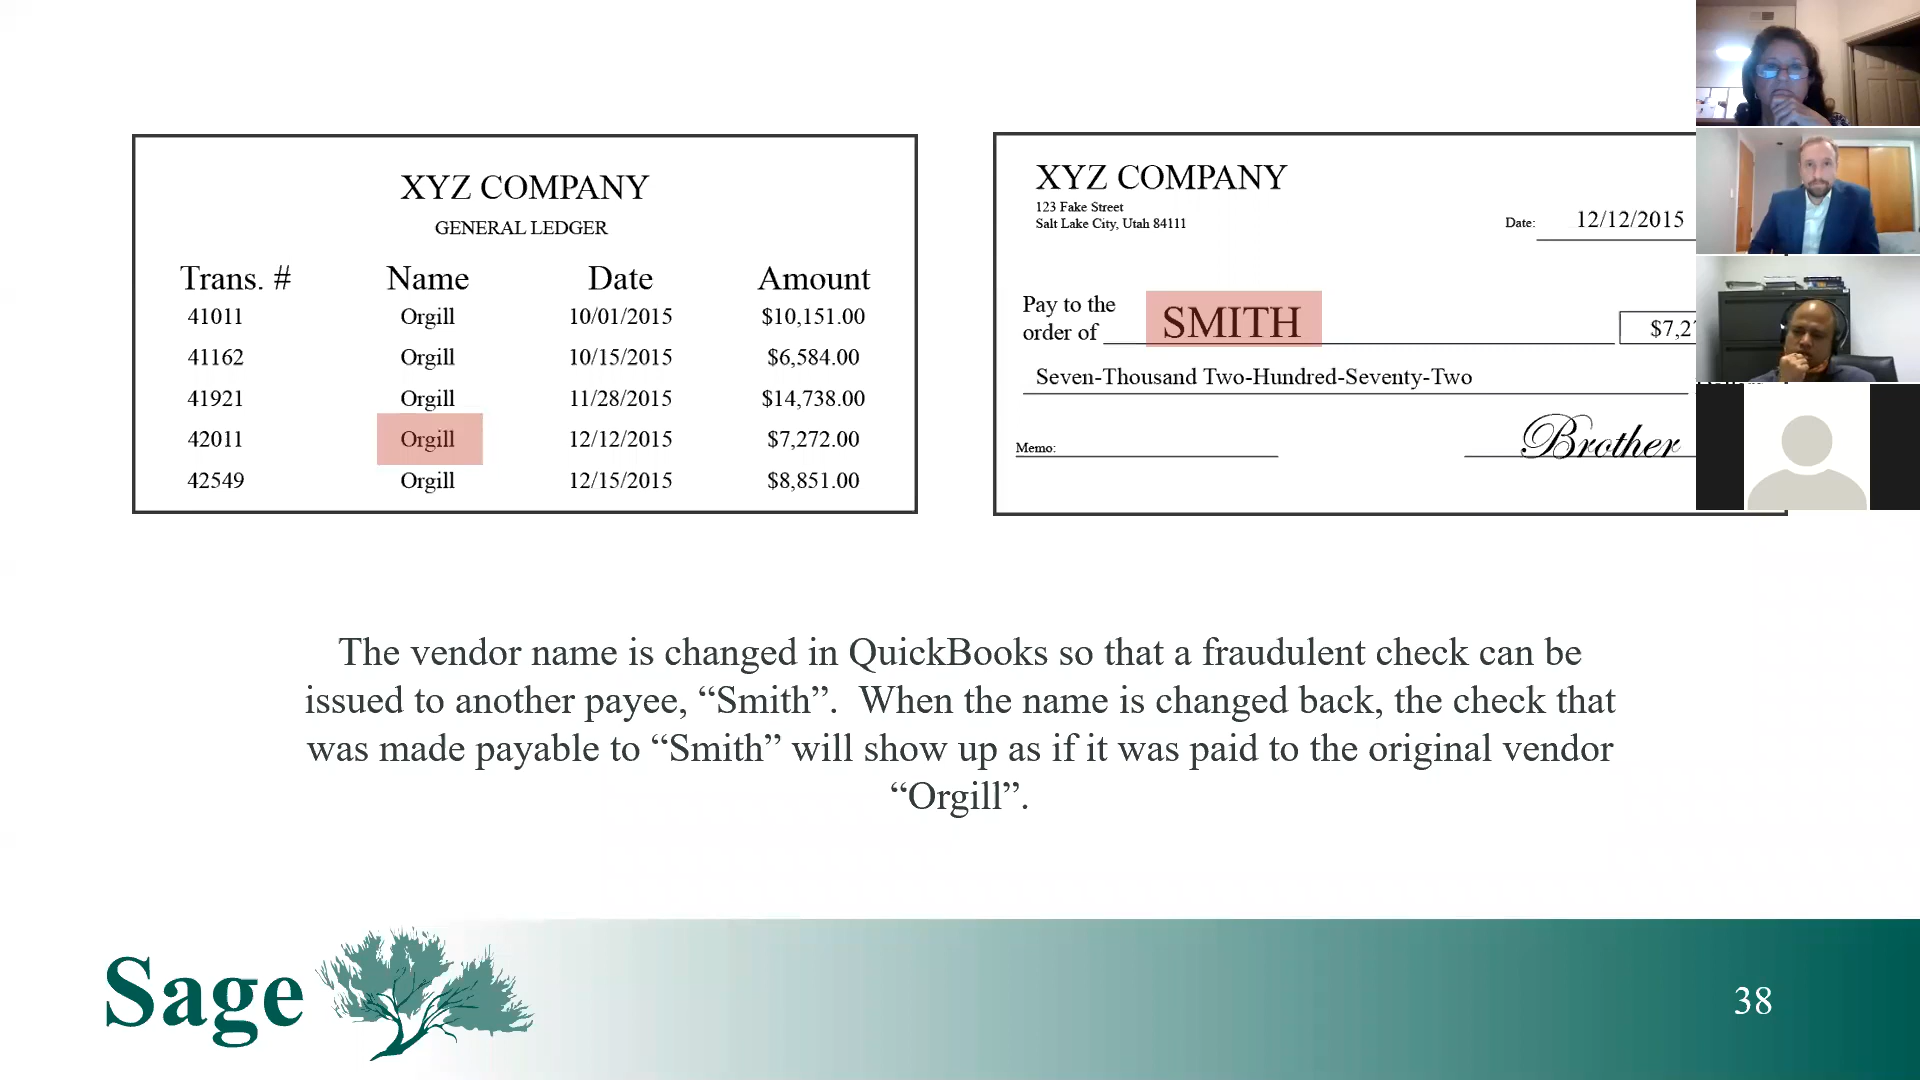 XYZ COMPANY
GENERAL LEDGER
Trans. # Name Date Amount
41011 Orgill 10/01/2015 $10,151.00
41162 Orgill 10/15/2015 $6,584.00
41921 Orgill 11/28/2015 $14,738.00
42011 Orgill 12/12/2015 $7,272.00
42549 Orgill 12/15/2015 $8,851.00
XYZ COMPANY
123 Fake Street
Salt Lake City, Utah 84111
Date: 12/12/2015
Pay to the
order of SMITH
Seven-Thousand Two-Hundred-Seventy-Two
Memo: Brother
The vendor name is changed in QuickBooks so that a fraudulent check can be
issued to another payee, “Smith”.  When the name is changed back, the check that
was made payable to “Smith” will show up as if it was paid to the original vendor
“Orgill”.
Sage
38